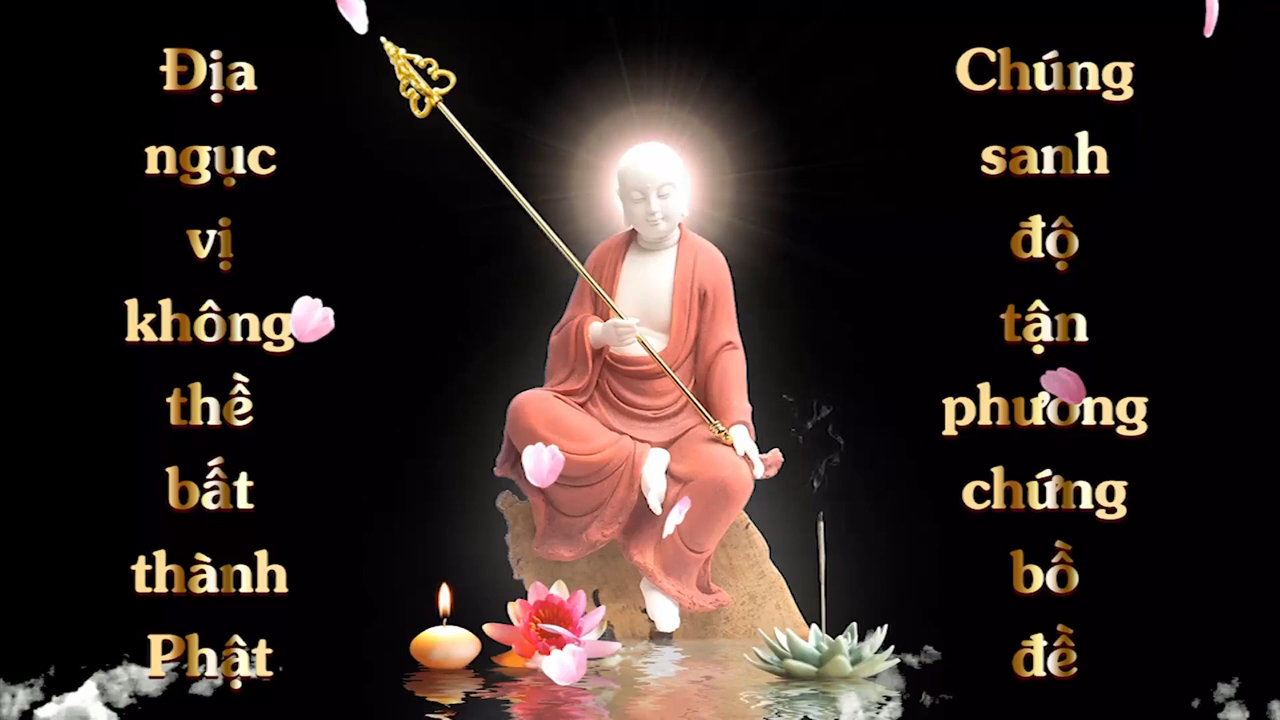 Địa
ngục
vị
không
thề
bất
thành
Phật
Chúng
sanh
độ
tận
phương
chứng
bồ
đề